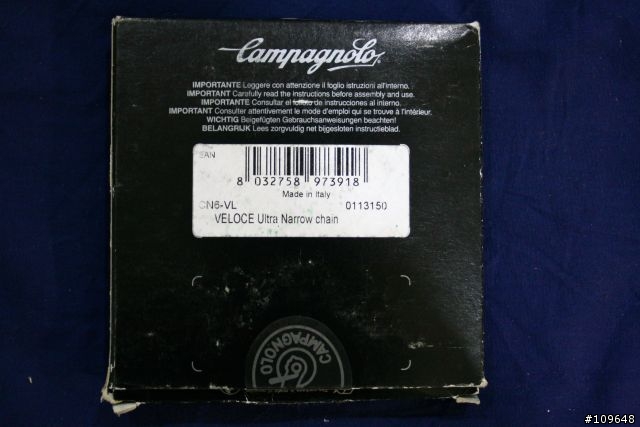 Campagnolo
IMPORTANTE Leggere con attenzione il foglio istruzioni all'interno.
IMPORTANT Carefully read the instructions before assembly and use.
IMPORTANTE Consultar el de instrucciones al interno.
IMPORTANT Consulter attentivement le mode d'emploi qui se trouve à l'intérieur.
WICHTIG Beigefügten Gebrauchsanweisungen beachten!
BELANGRIJK Lees zorgvuldig net bijgesloten instructieblad.
EAN
8 032758 973918
Made in Italy
CN6-VL 0113150
VELOCE Ultra Narrow chain
CAMPAGNOLO
#109648